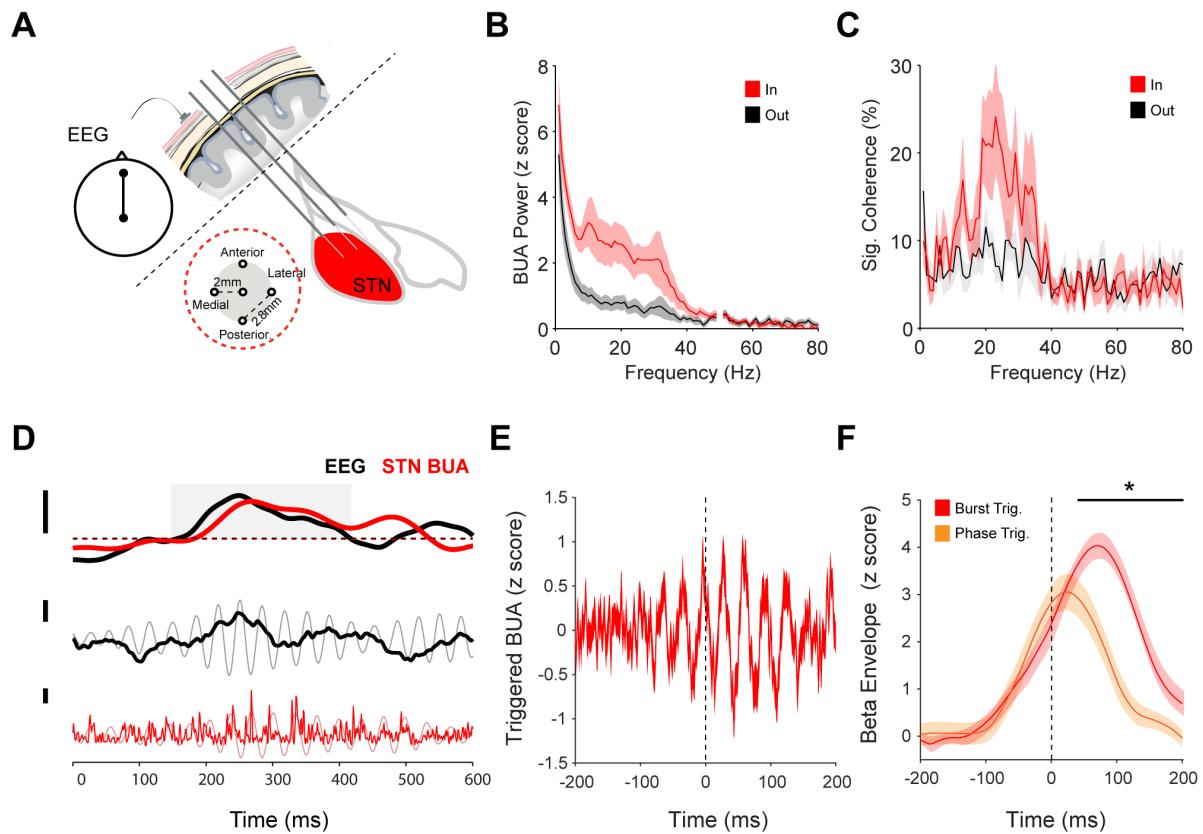 A
EEG
Anterior
Lateral
2mm
Medial
2.8mm
Posterior
STN
B
BUA Power (z score)
8
6
4
2
0
In
Out
0 20 40 60 80
Frequency (Hz)
C
Sig. Coherence (%)
30
20
10
0
In
Out
0 20 40 60 80
Frequency (Hz)
D
EEG STN BUA
0 100 200 300 400 500 600
Time (ms)
E
Triggered BUA (z score)
1.5
1
0.5
0
-0.5
-1
-1.5
-200 -100 0 100 200
Time (ms)
F
Beta Envelope (z score)
5
4
3
2
1
0
Burst Trig.
Phase Trig.
*
-200 -100 0 100 200
Time (ms)